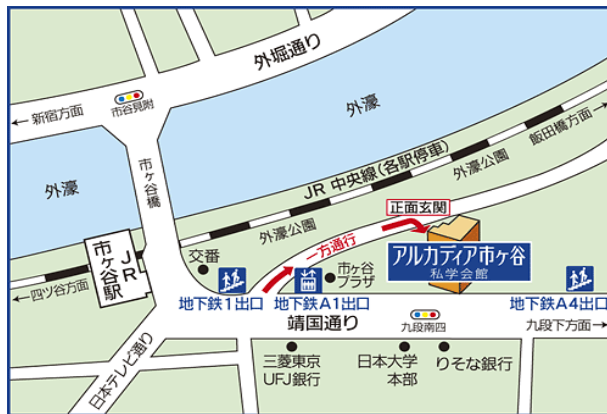 外堀通り
市谷見附
← 新宿方面
外濠
市ヶ谷橋
JR 中央線(各駅停車)
飯田橋方面 →
外濠公園
外濠
正面玄関
外濠公園
一方通行
アルカディア市ヶ谷
私学会館
JR
市ヶ谷駅
交番
市ヶ谷
プラザ
← 四ツ谷方面
地下鉄1出口
地下鉄A1出口
地下鉄A4出口
靖国通り
九段南四
九段下方面 →
日本テレビ通り
三菱東京
UFJ銀行
日本大学
本部
りそな銀行